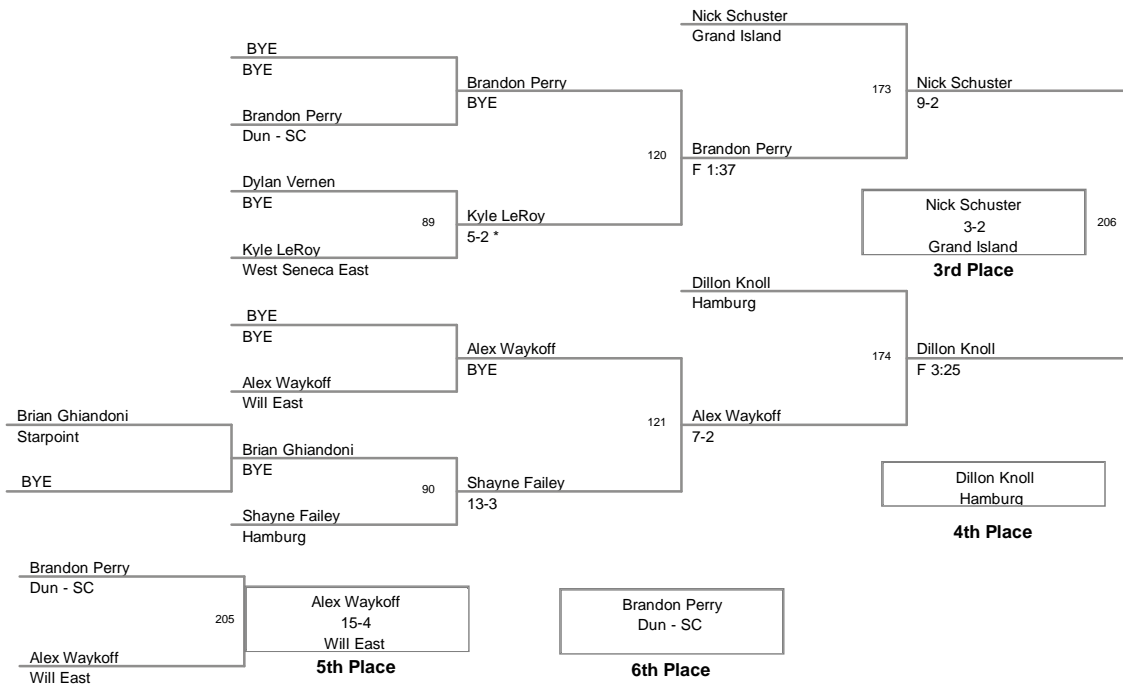 Nick Schuster
Grand Island
BYE
BYE
Brandon Perry
BYE
173
Nick Schuster
9-2
Brandon Perry
Dun - SC
120
Brandon Perry
F 1:37
Dylan Vernen
BYE
89
Kyle LeRoy
5-2 *
Nick Schuster
3-2
Grand Island
206
3rd Place
Kyle LeRoy
West Seneca East
Dillon Knoll
Hamburg
BYE
BYE
Alex Waykoff
BYE
174
Dillon Knoll
F 3:25
Alex Waykoff
Will East
Brian Ghiandoni
Starpoint
121
Alex Waykoff
7-2
Brian Ghiandoni
BYE
BYE
90
Shayne Failey
13-3
Dillon Knoll
Hamburg
4th Place
Shayne Failey
Hamburg
Brandon Perry
Dun - SC
205
Alex Waykoff
15-4
Will East
5th Place
Brandon Perry
Dun - SC
6th Place
Alex Waykoff
Will East